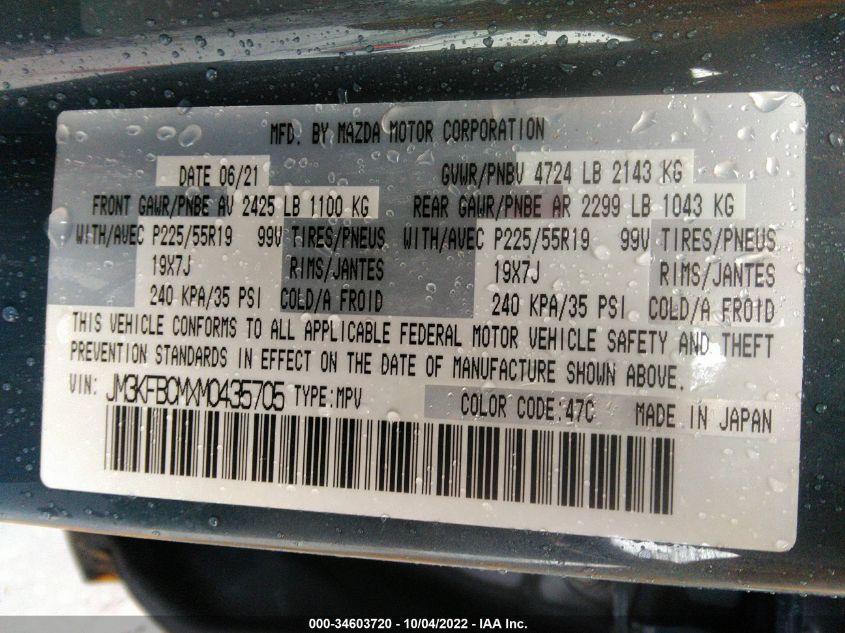 MFD. BY MAZDA MOTOR CORPORATION
DATE 06/21 GVWR/PNBV 4724 LB 2143 KG
FRONT GAWR/PNBE AV 2425 LB 1100 KG REAR GAWR/PNBE AR 2299 LB 1043 KG
WITH/AVEC P225/55R19 99V TIRES/PNEUS WITH/AVEC P225/55R19 99V TIRES/PNEUS
19X7J RIMS/JANTES 19X7J RIMS/JANTES
240 KPA/35 PSI COLD/A FROID 240 KPA/35 PSI COLD/A FROID
THIS VEHICLE CONFORMS TO ALL APPLICABLE FEDERAL MOTOR VEHICLE SAFETY AND THEFT
PREVENTION STANDARDS IN EFFECT ON THE DATE OF MANUFACTURE SHOWN ABOVE.
VIN: JM3KFBCMXM0435705 TYPE:MPV COLOR CODE:47C MADE IN JAPAN
000-34603720 - 10/04/2022 - IAA Inc.